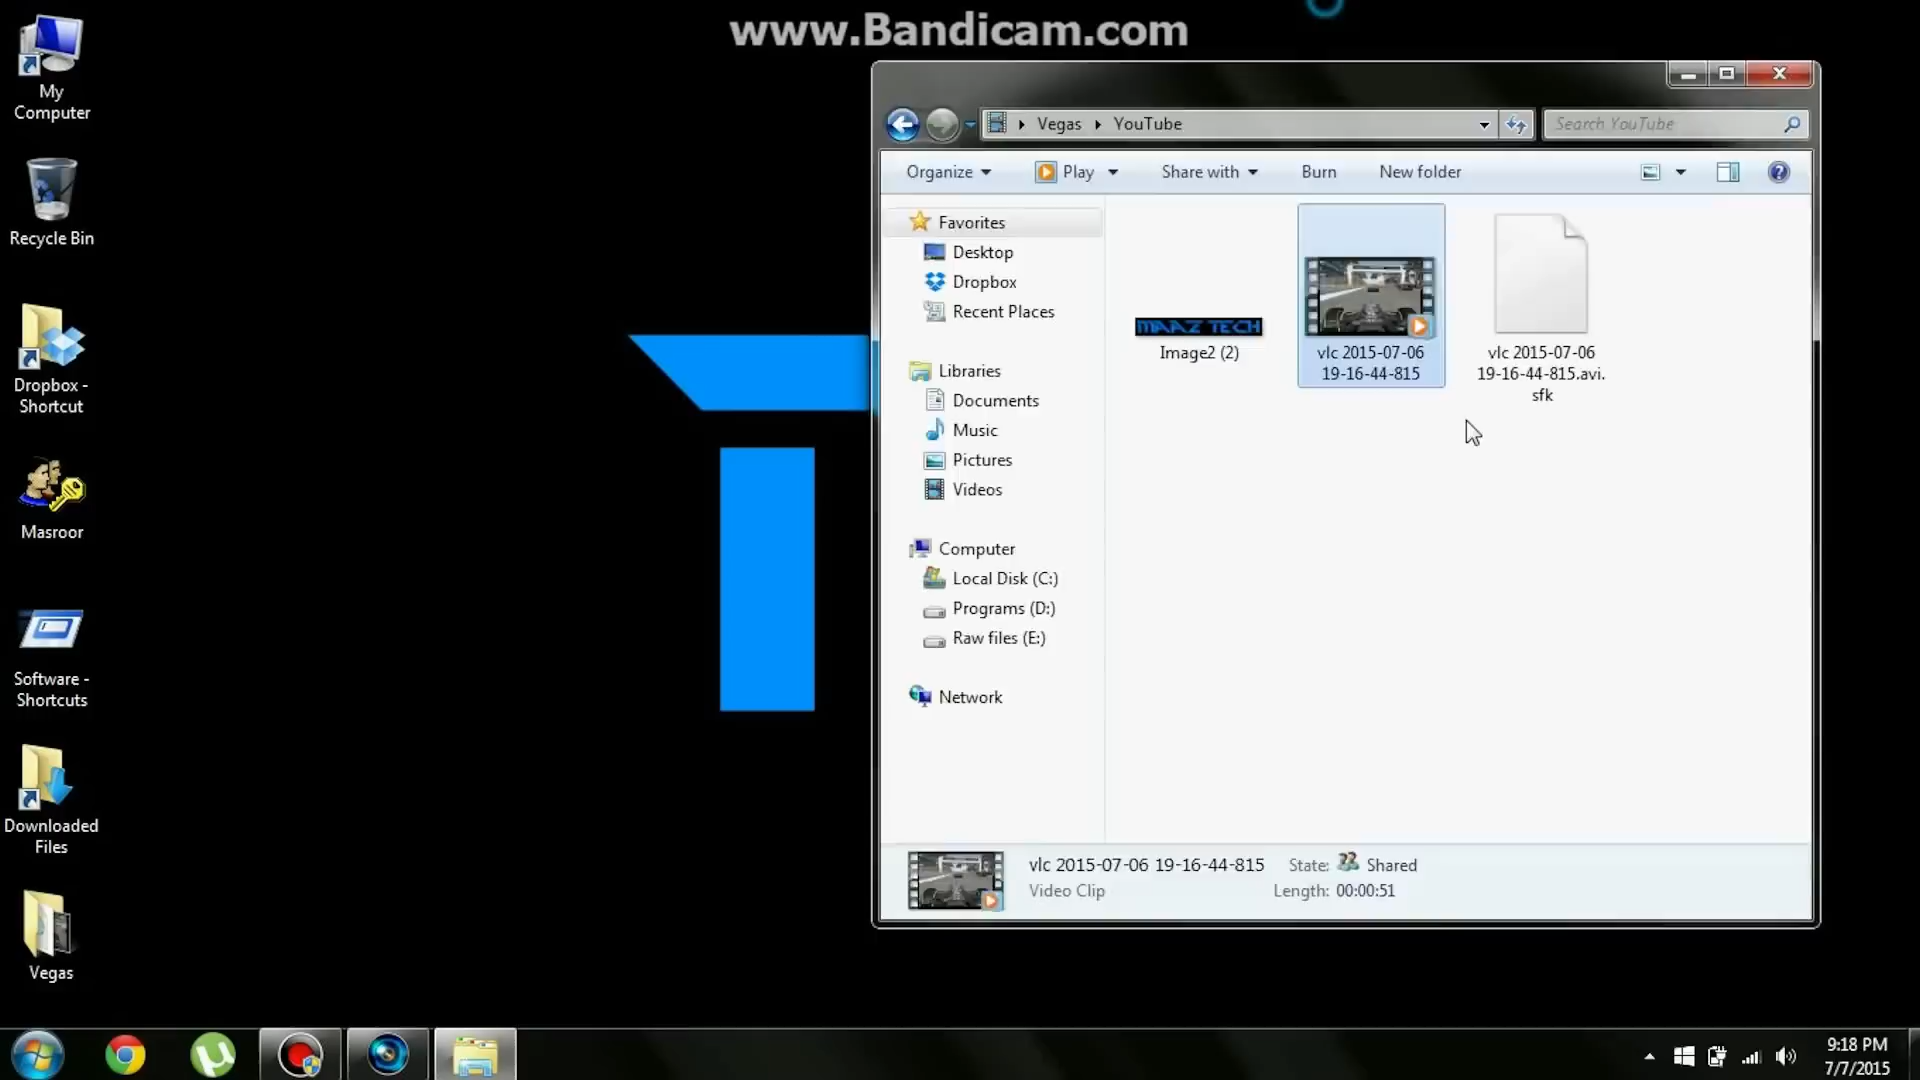 www.Bandicam.com
My
Computer
Recycle Bin
Dropbox -
Shortcut
Masroor
Software -
Shortcuts
Downloaded
Files
Vegas
Vegas
YouTube
Search YouTube
Organize
Play
Share with
Burn
New folder
Favorites
Desktop
Dropbox
Recent Places
Libraries
Documents
Music
Pictures
Videos
Computer
Local Disk (C:)
Programs (D:)
Raw files (E:)
Network
MAAZ TECH
Image2 (2)
vlc 2015-07-06
19-16-44-815
vlc 2015-07-06
19-16-44-815.avi.
sfk
vlc 2015-07-06 19-16-44-815
State: Shared
Video Clip
Length: 00:00:51
9:18 PM
7/7/2015